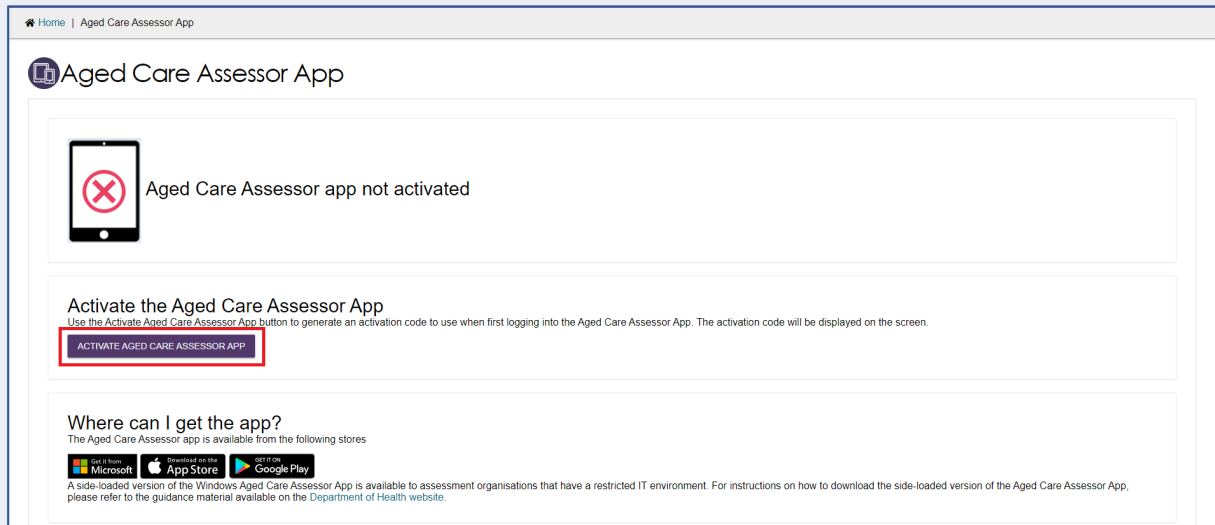 Home | Aged Care Assessor App
Aged Care Assessor App
Aged Care Assessor app not activated
Activate the Aged Care Assessor App
Use the Activate Aged Care Assessor App button to generate an activation code to use when first logging into the Aged Care Assessor App. The activation code will be displayed on the screen.
ACTIVATE AGED CARE ASSESSOR APP
Where can I get the app?
The Aged Care Assessor app is available from the following stores
Get it from Microsoft
Download on the App Store
GET IT ON Google Play
A side-loaded version of the Windows Aged Care Assessor App is available to assessment organisations that have a restricted IT environment. For instructions on how to download the side-loaded version of the Aged Care Assessor App,
please refer to the guidance material available on the Department of Health website.